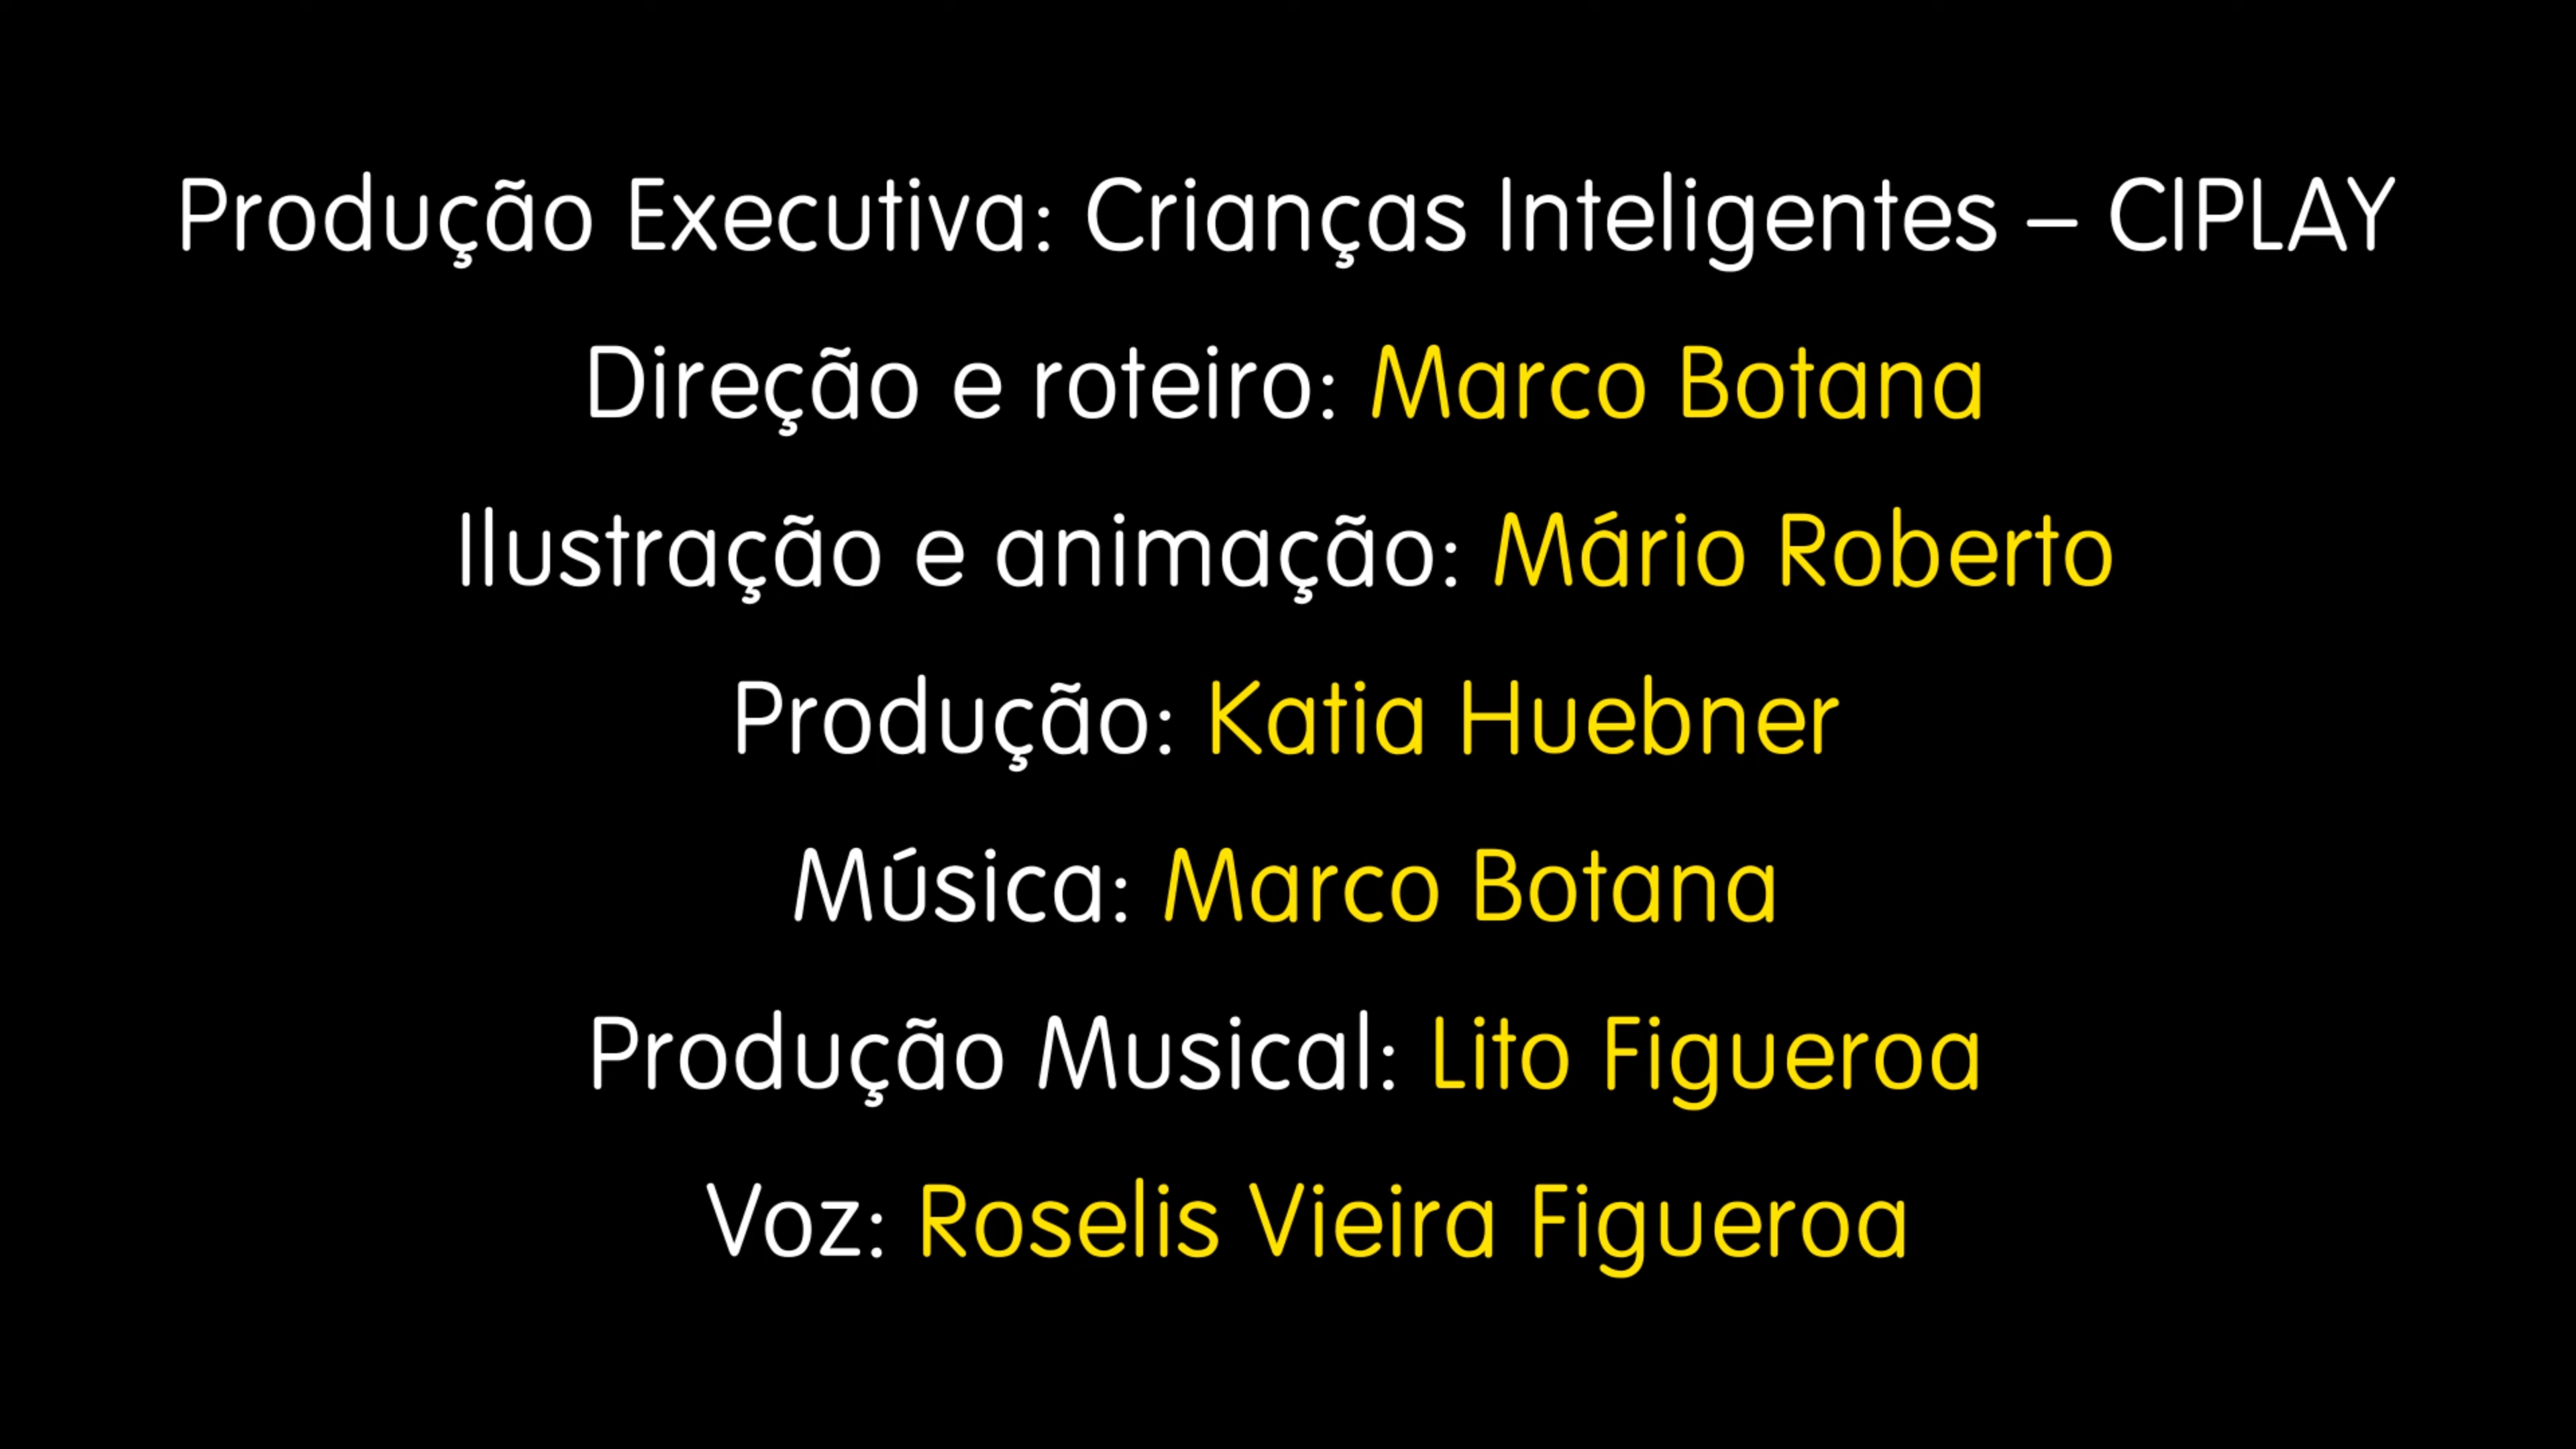 Produção Executiva: Crianças Inteligentes – CIPLAY
Direção e roteiro: Marco Botana
Ilustração e animação: Mário Roberto
Produção: Katia Huebner
Música: Marco Botana
Produção Musical: Lito Figueroa
Voz: Roselis Vieira Figueroa